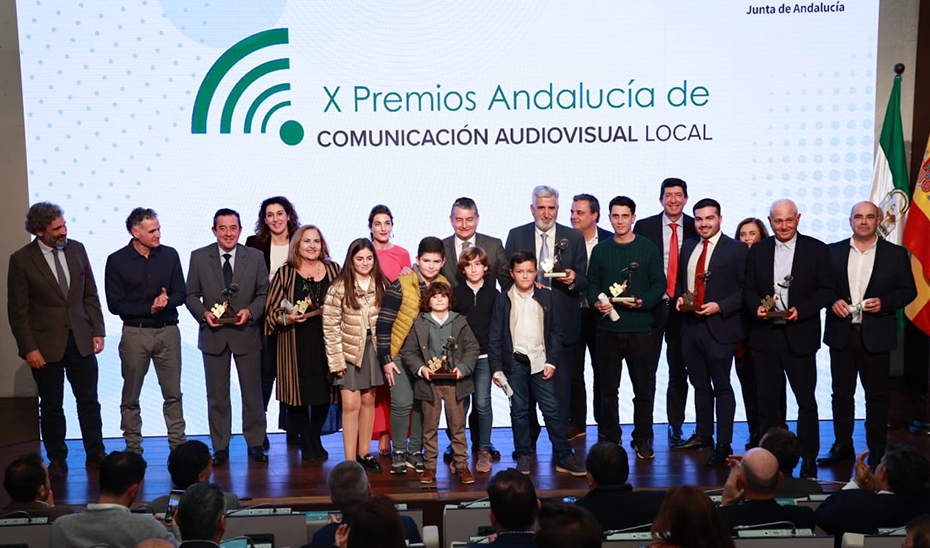 Junta de Andalucía
X Premios Andalucía de
COMUNICACIÓN AUDIOVISUAL LOCAL